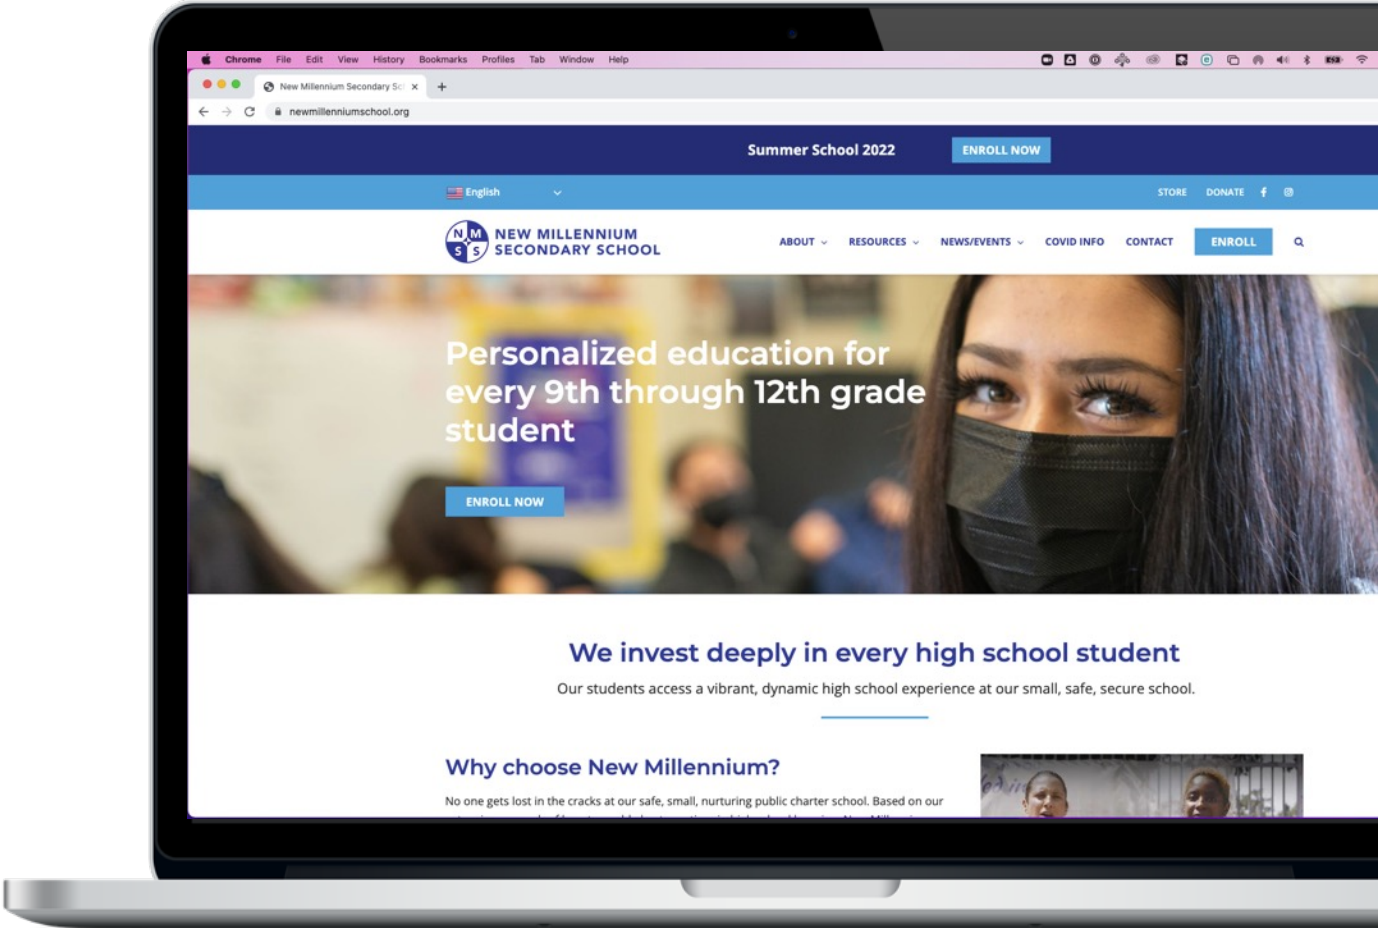 Chrome File Edit View History Bookmarks Profiles Tab Window Help
New Millennium Secondary Sc
newmillenniumschool.org
Summer School 2022 ENROLL NOW
English STORE DONATE
N M S S
NEW MILLENNIUM
SECONDARY SCHOOL
ABOUT RESOURCES NEWS/EVENTS COVID INFO CONTACT ENROLL
Personalized education for
every 9th through 12th grade
student
ENROLL NOW
We invest deeply in every high school student
Our students access a vibrant, dynamic high school experience at our small, safe, secure school.
Why choose New Millennium?
No one gets lost in the cracks at our safe, small, nurturing public charter school. Based on our